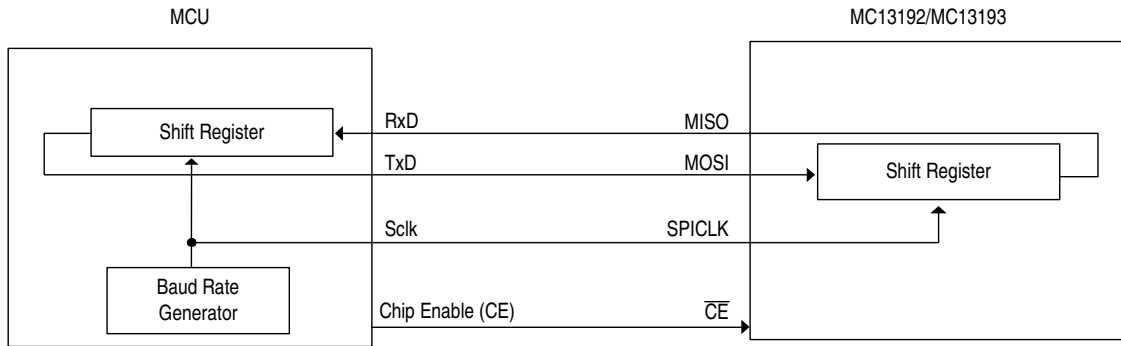 MCU
MC13192/MC13193
Shift Register
RxD
MISO
TxD
MOSI
Shift Register
Sclk
SPICLK
Baud Rate
Generator
Chip Enable (CE)
C̅E̅